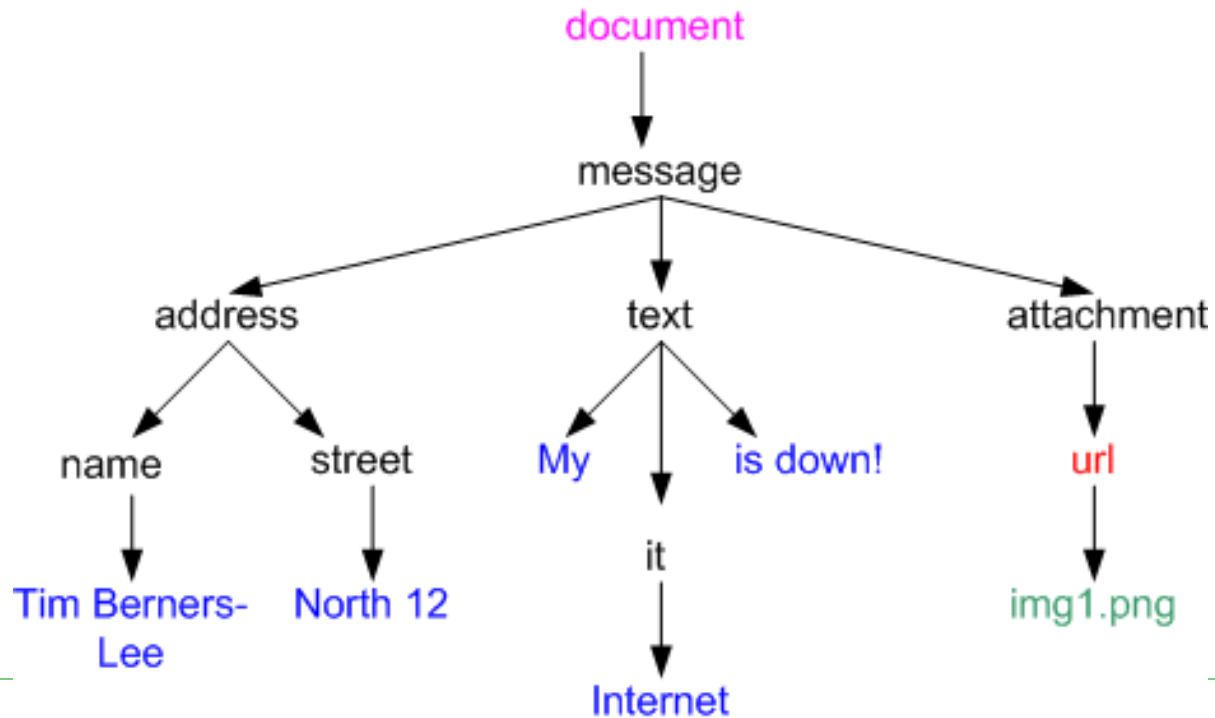 document
message
address text attachment
name street My is down! url
it
Tim Berners-
Lee
North 12
img1.png
Internet